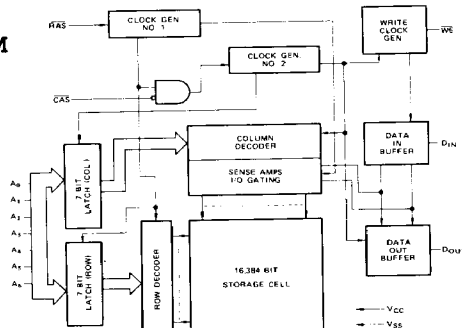 M
RAS
CLOCK GEN
NO 1
CLOCK GEN.
NO 2
WRITE
CLOCK
GEN
WE
CAS
COLUMN
DECODER
SENSE AMPS
I/O GATING
DATA
IN
BUFFER
DIN
7 BIT
LATCH (COL)
A0
A1
A2
A3
A4
A5
A6
7 BIT
LATCH (ROW)
ROW DECODER
16,384 BIT
STORAGE CELL
DATA
OUT
BUFFER
DOU
VCC
VSS